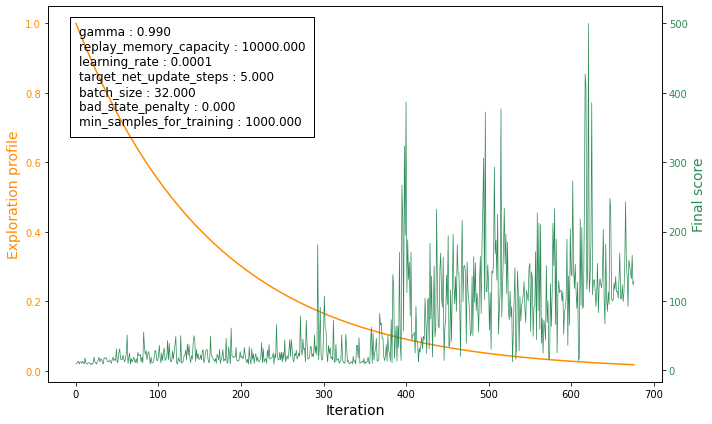 gamma : 0.990
replay_memory_capacity : 10000.000
learning_rate : 0.0001
target_net_update_steps : 5.000
batch_size : 32.000
bad_state_penalty : 0.000
min_samples_for_training : 1000.000
Exploration profile
1.0
0.8
0.6
0.4
0.2
0.0
Final score
500
400
300
200
100
0
0 100 200 300 400 500 600 700
Iteration